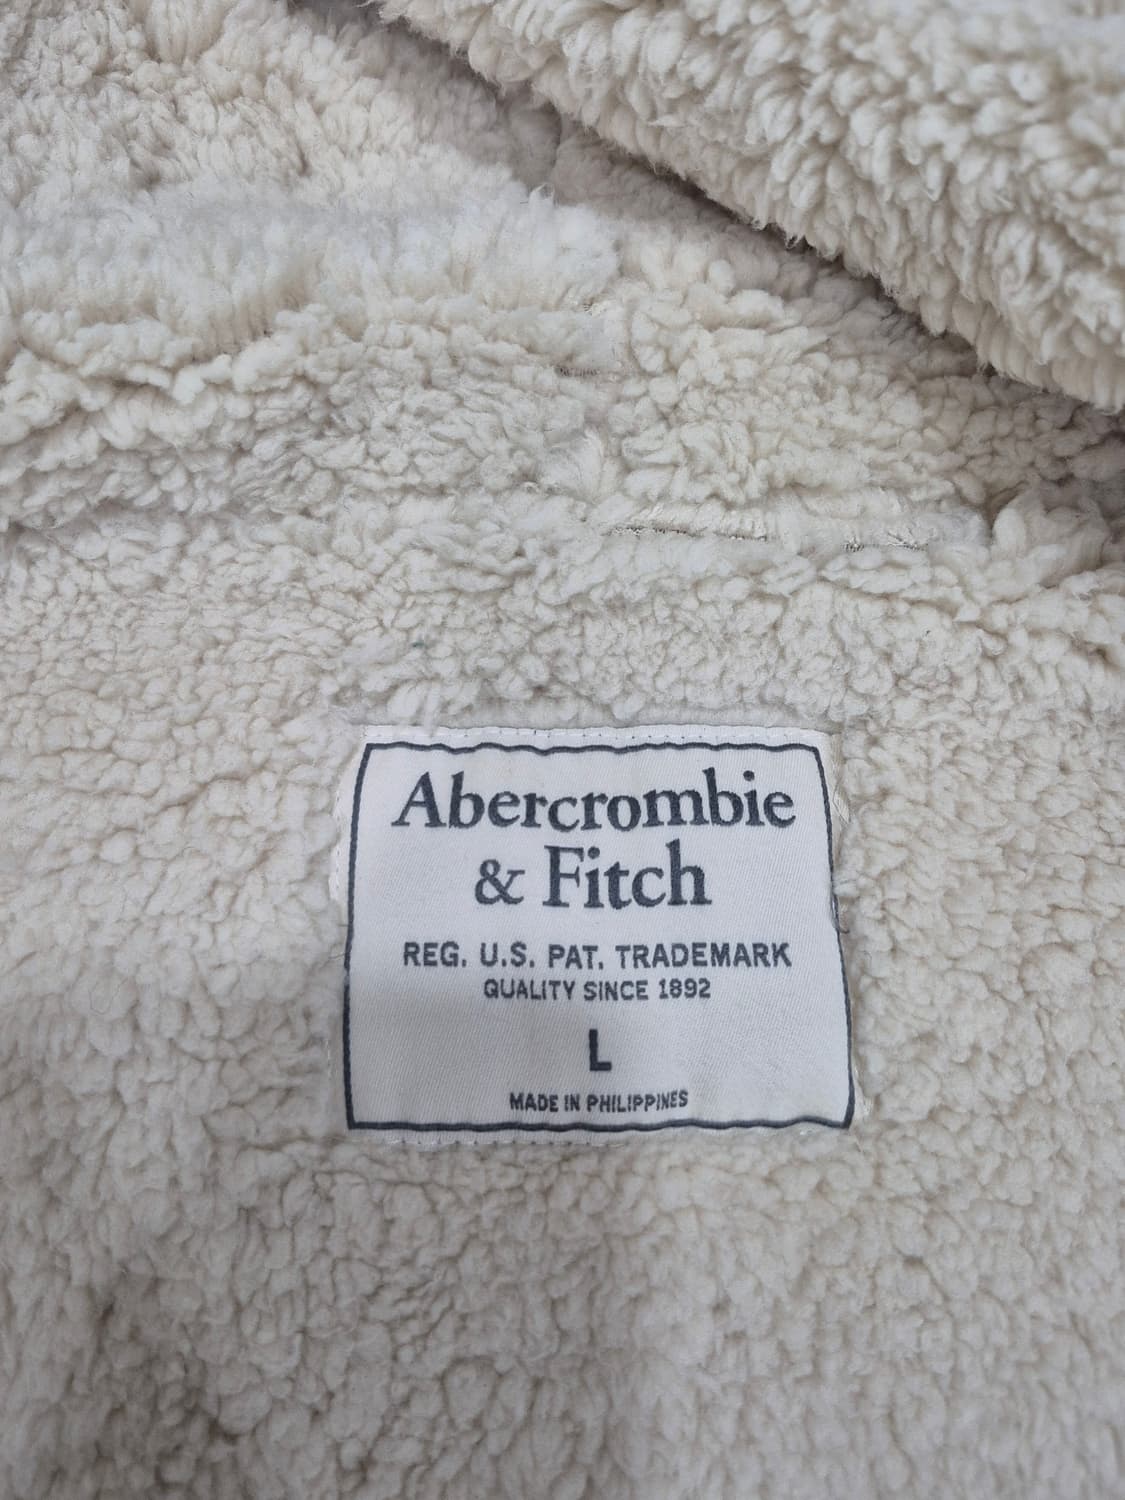 Abercrombie
& Fitch
REG. U.S. PAT. TRADEMARK
QUALITY SINCE 1892
L
MADE IN PHILIPPINES